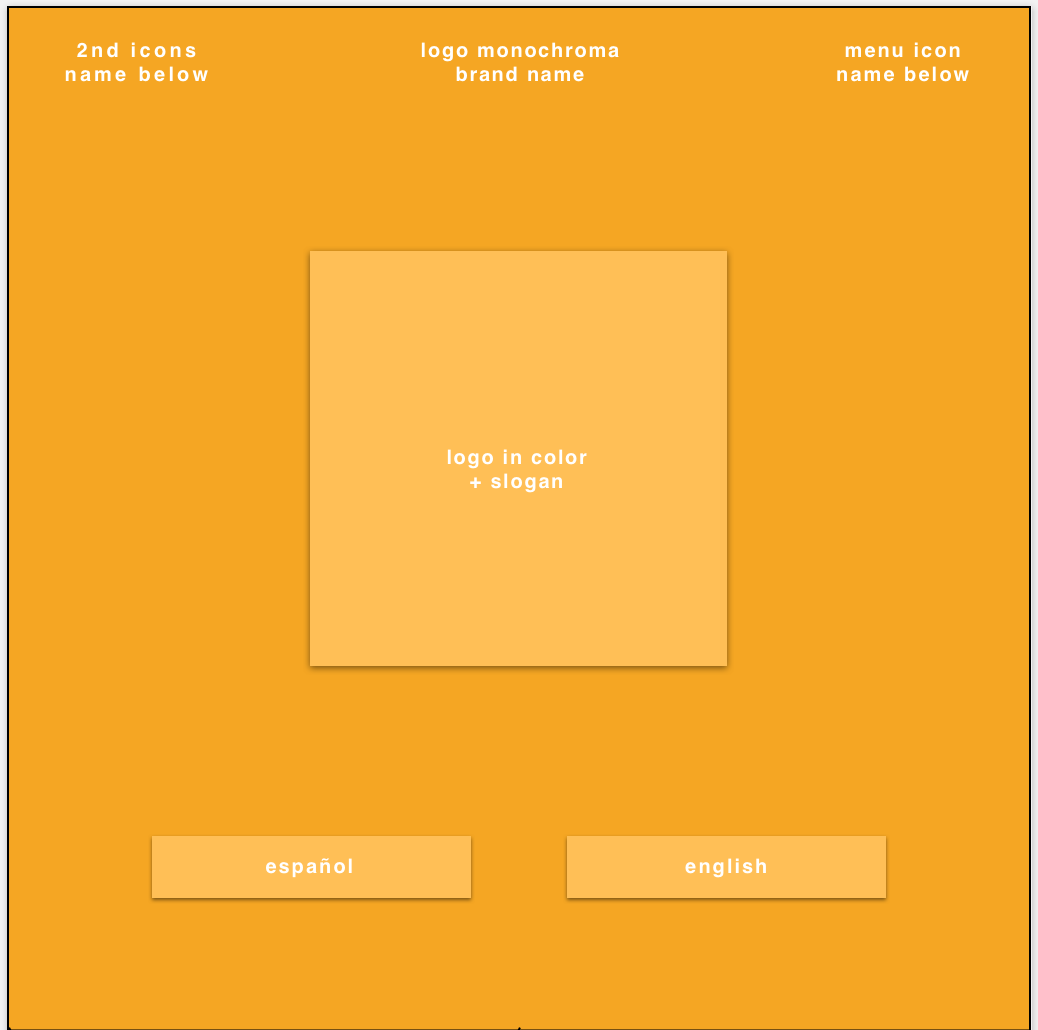 2nd icons
name below
logo monochroma
brand name
menu icon
name below
logo in color
+ slogan
español
english